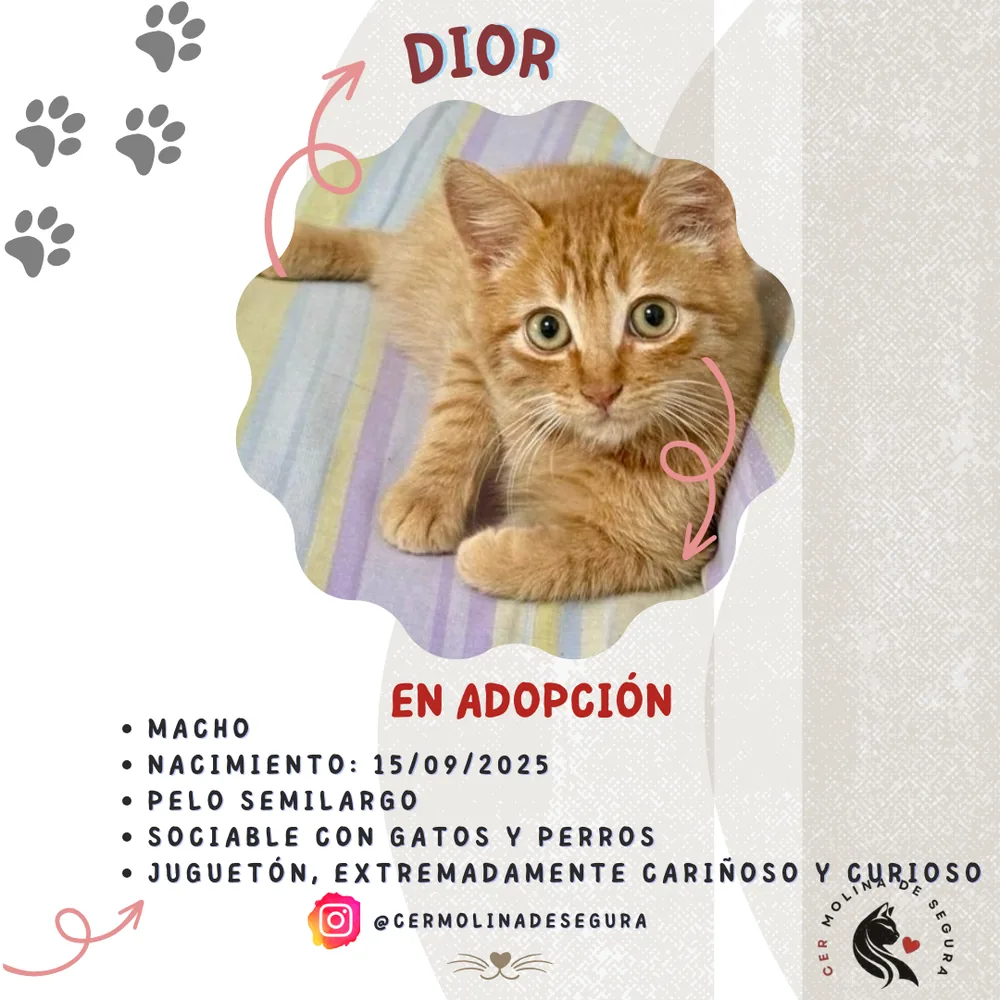 DIOR
EN ADOPCIÓN
• MACHO
• NACIMIENTO: 15/09/2025
• PELO SEMILARGO
• SOCIABLE CON GATOS Y PERROS
• JUGUETÓN, EXTREMADAMENTE CARIÑOSO Y CURIOSO
@CERMOLINADESEGURA
CER MOLINA DE SEGURA